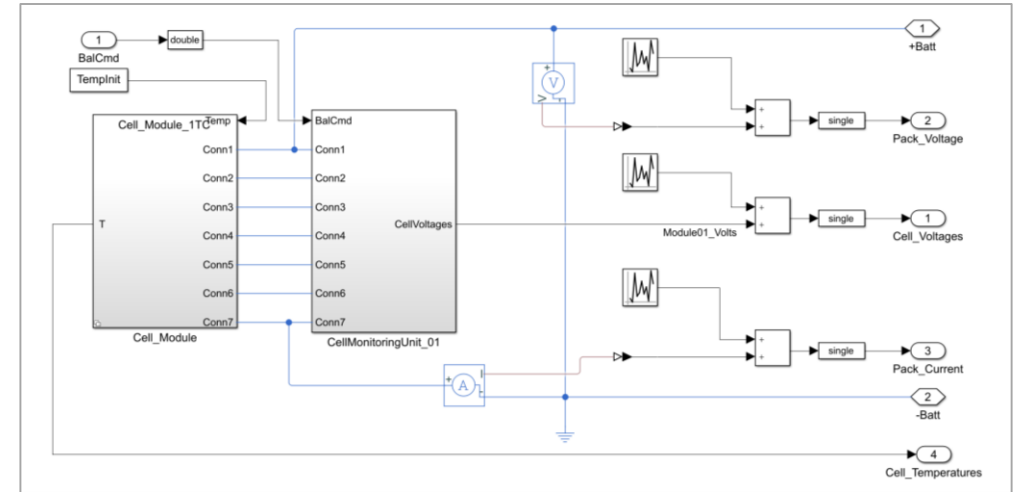 1
BalCmd
double
TempInit
Cell_Module_1TC
Temp
Conn1
Conn2
Conn3
Conn4
Conn5
Conn6
Conn7
T
Cell_Module
BalCmd
Conn1
Conn2
Conn3
Conn4
Conn5
Conn6
Conn7
CellVoltages
CellMonitoringUnit_01
+
V
-
V
+
A
-
I
1
+Batt
+
+
single
2
Pack_Voltage
Module01_Volts
+
+
single
1
Cell_Voltages
+
+
single
3
Pack_Current
2
-Batt
4
Cell_Temperatures